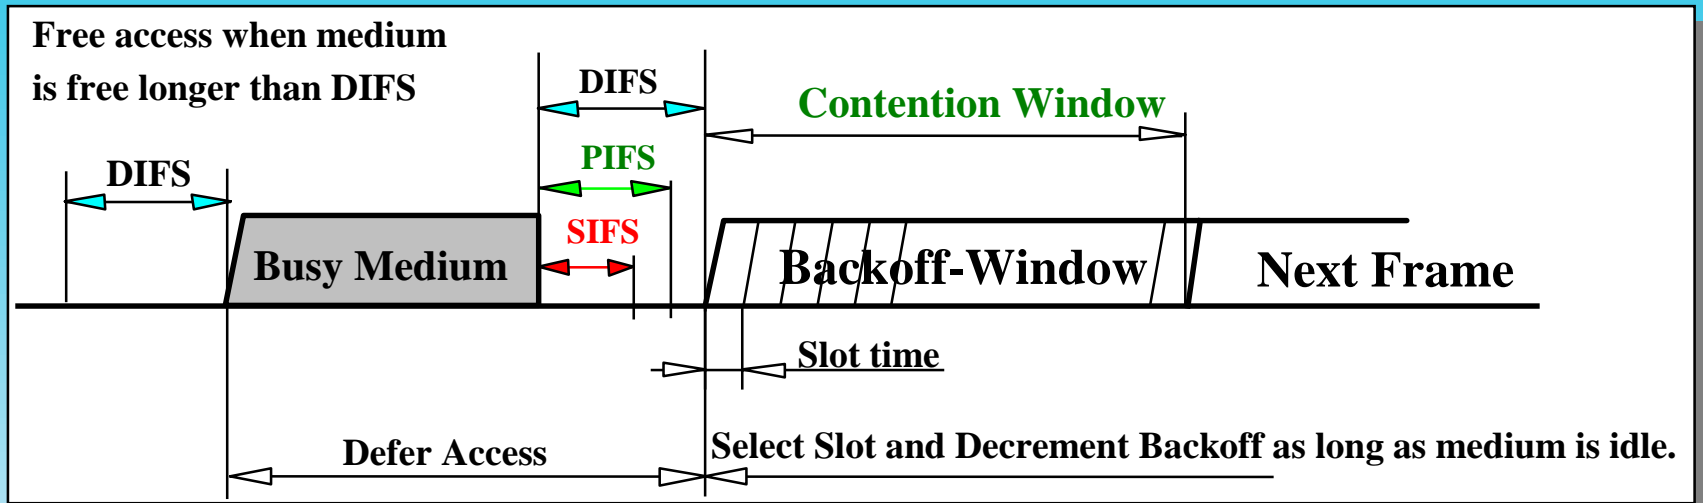 Free access when medium
is free longer than DIFS
DIFS
Contention Window
PIFS
DIFS
SIFS
Busy Medium
Backoff-Window
Next Frame
Slot time
Defer Access
Select Slot and Decrement Backoff as long as medium is idle.